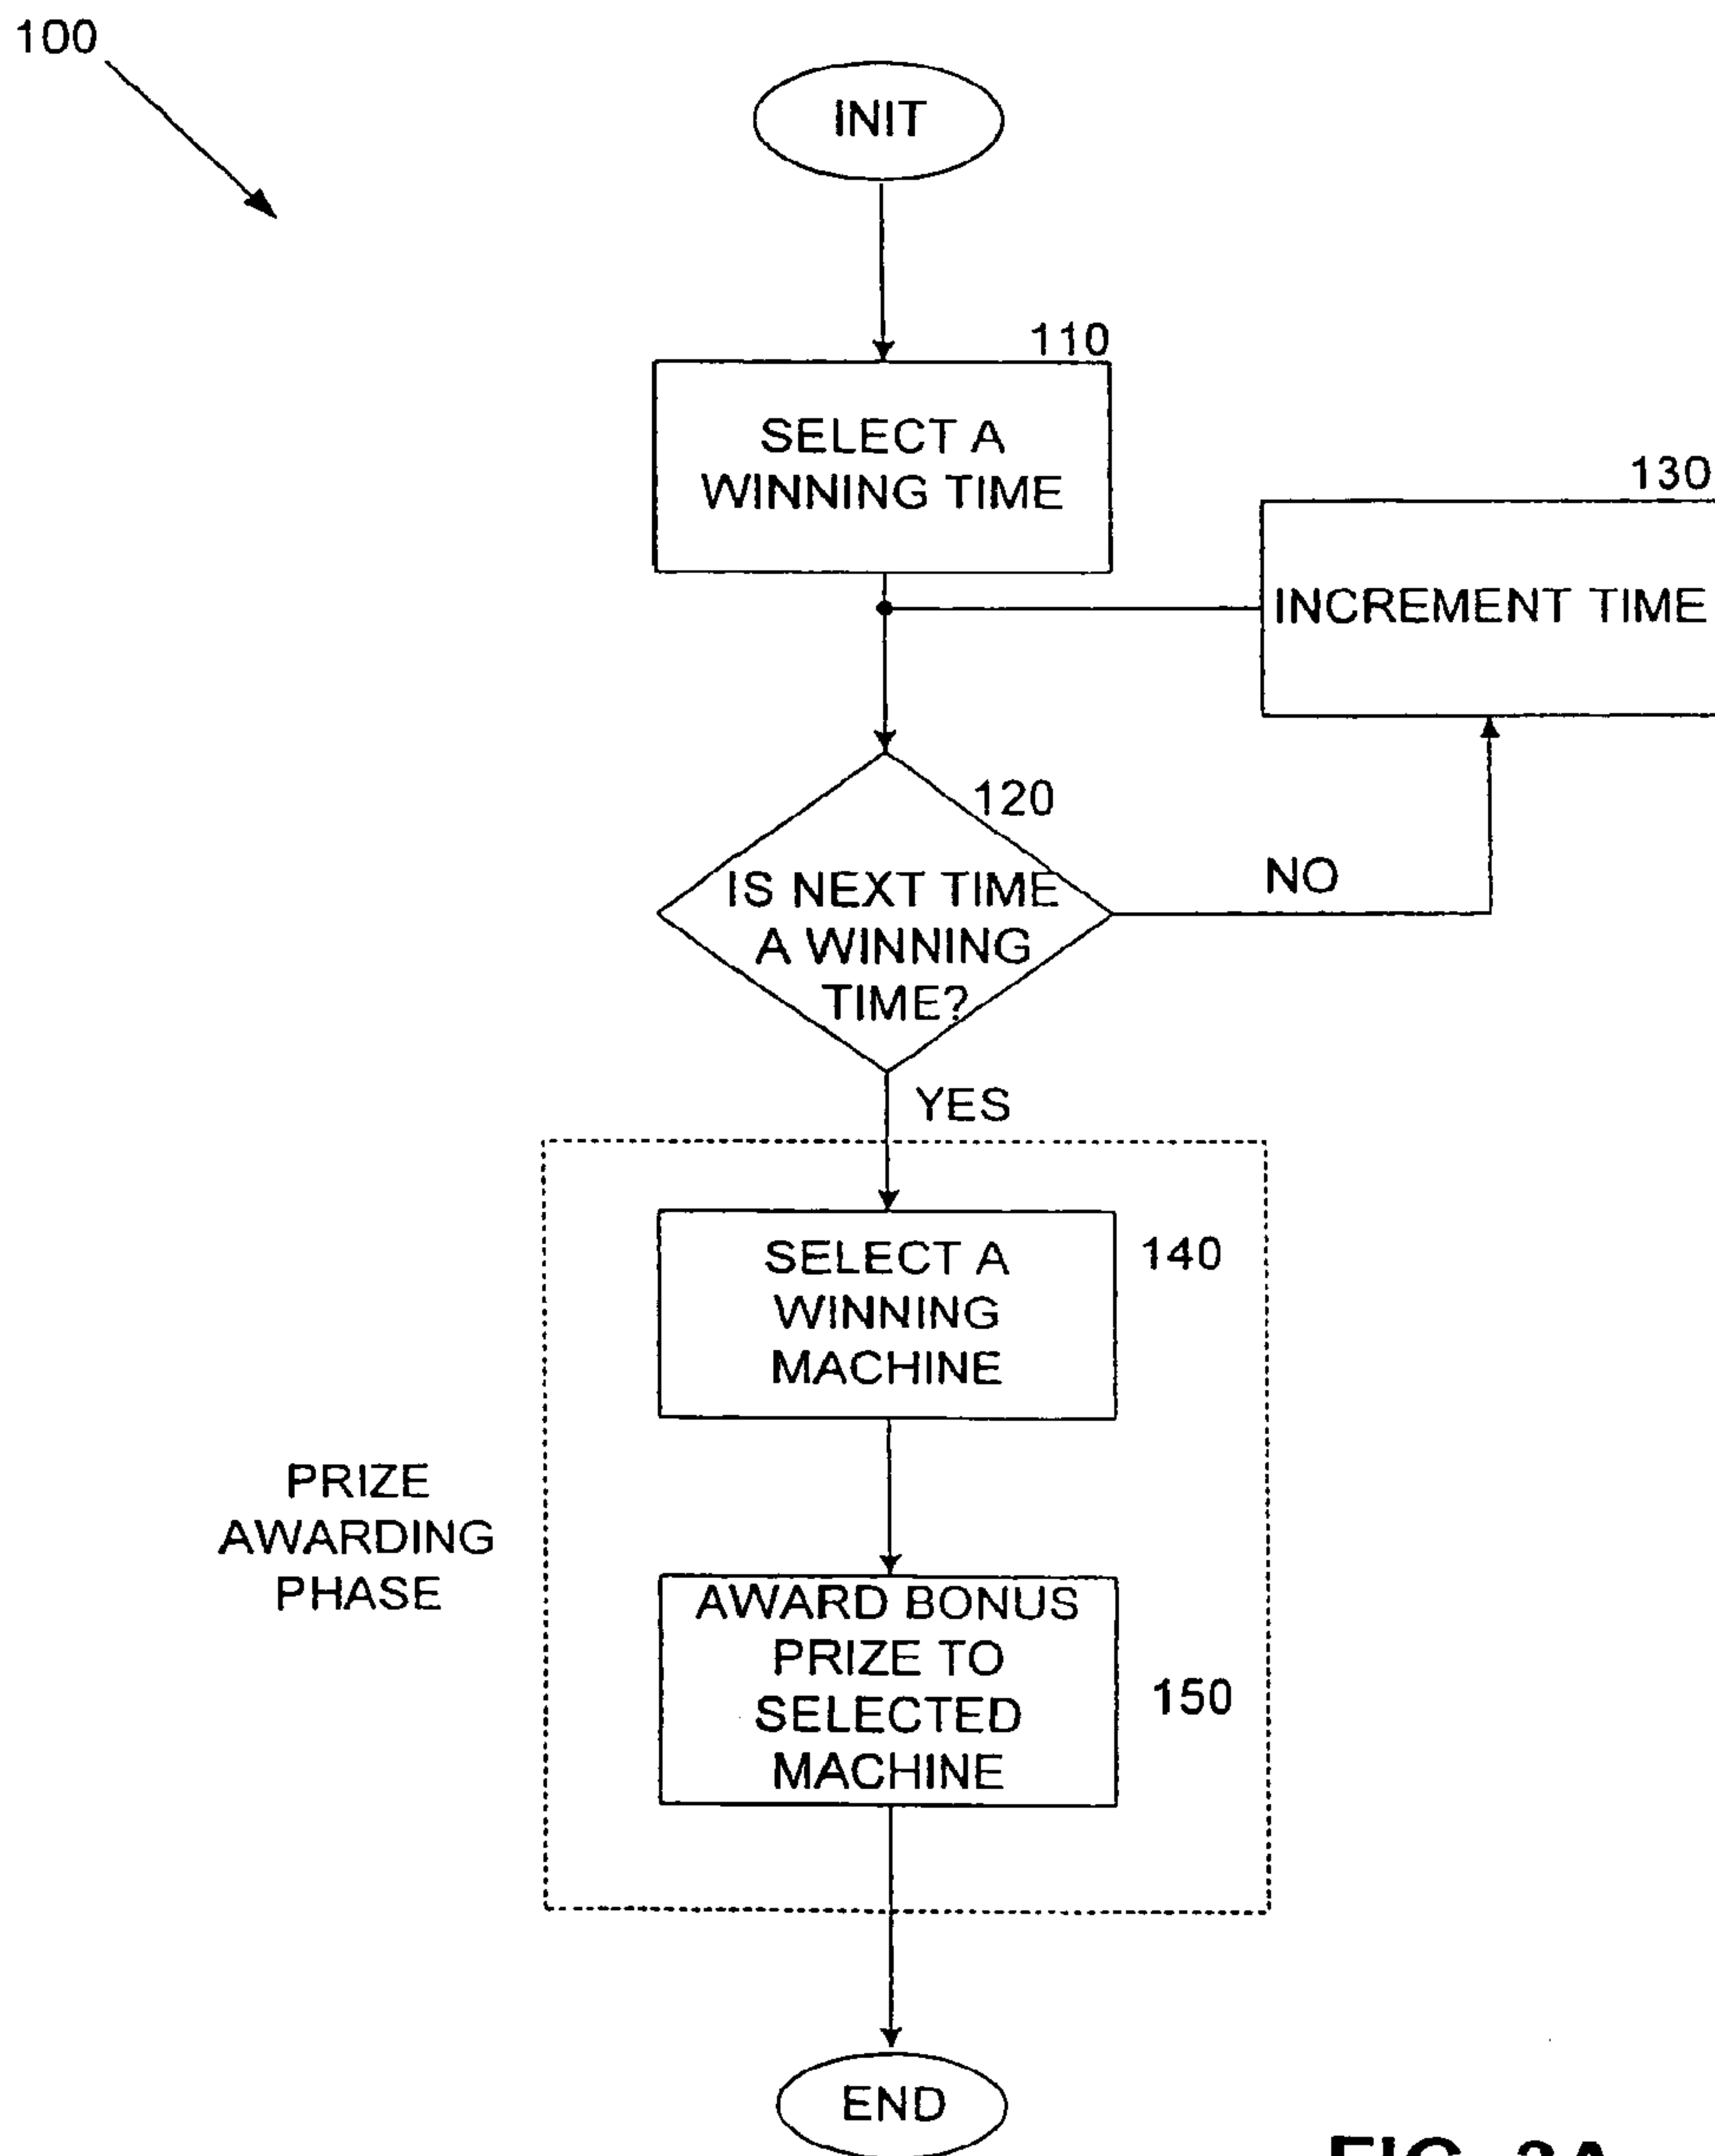 100
INIT
110
SELECT A
WINNING TIME
130
INCREMENT TIME
120
IS NEXT TIME
A WINNING
TIME?
NO
YES
SELECT A
WINNING
MACHINE
140
PRIZE
AWARDING
PHASE
AWARD BONUS
PRIZE TO
SELECTED
MACHINE
150
END